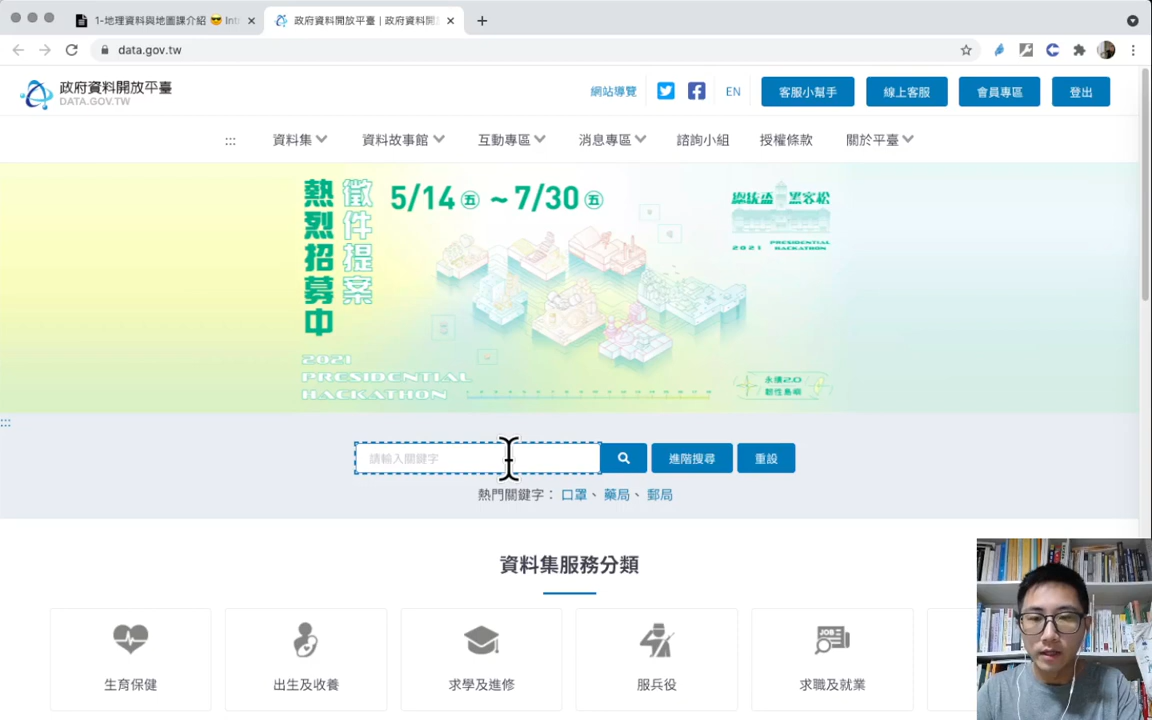 1-地理資料與地圖課介紹 😎 Int
政府資料開放平臺 | 政府資料開
data.gov.tw
政府資料開放平臺
DATA.GOV.TW
網站導覽
EN
客服小幫手
線上客服
會員專區
登出
:::
資料集
資料故事館
互動專區
消息專區
諮詢小組
授權條款
關於平臺
熱烈招募中
徵件提案
5/14 五 ~ 7/30 五
總統盃 黑客松
2021 PRESIDENTIAL
HACKATHON
2021
PRESIDENTIAL
HACKATHON
永續2.0
韌性島嶼
:::
請輸入關鍵字
進階搜尋
重設
熱門關鍵字： 口罩、 藥局、 郵局
資料集服務分類
生育保健
出生及收養
求學及進修
服兵役
JOB
求職及就業